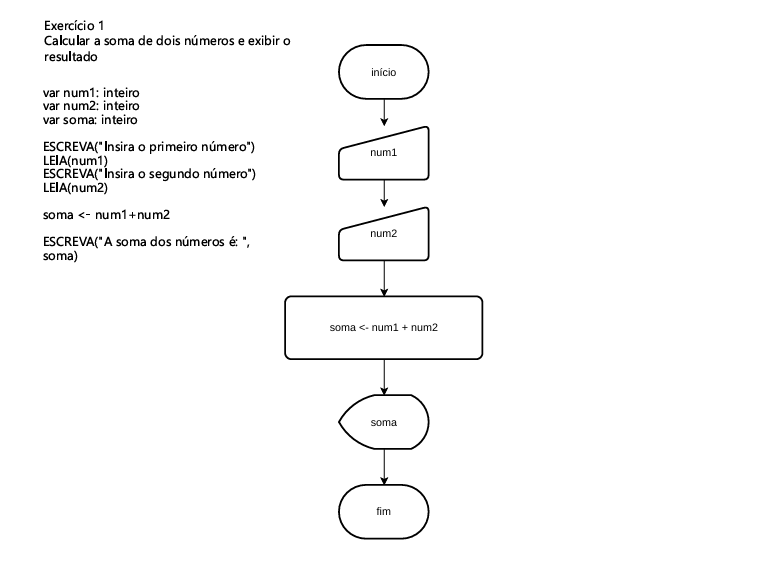 Exercício 1
Calcular a soma de dois números e exibir o
resultado
var num1: inteiro
var num2: inteiro
var soma: inteiro
ESCREVA("Insira o primeiro número")
LEIA(num1)
ESCREVA("Insira o segundo número")
LEIA(num2)
soma <- num1+num2
ESCREVA("A soma dos números é: ",
soma)
início
num1
num2
soma <- num1 + num2
soma
fim